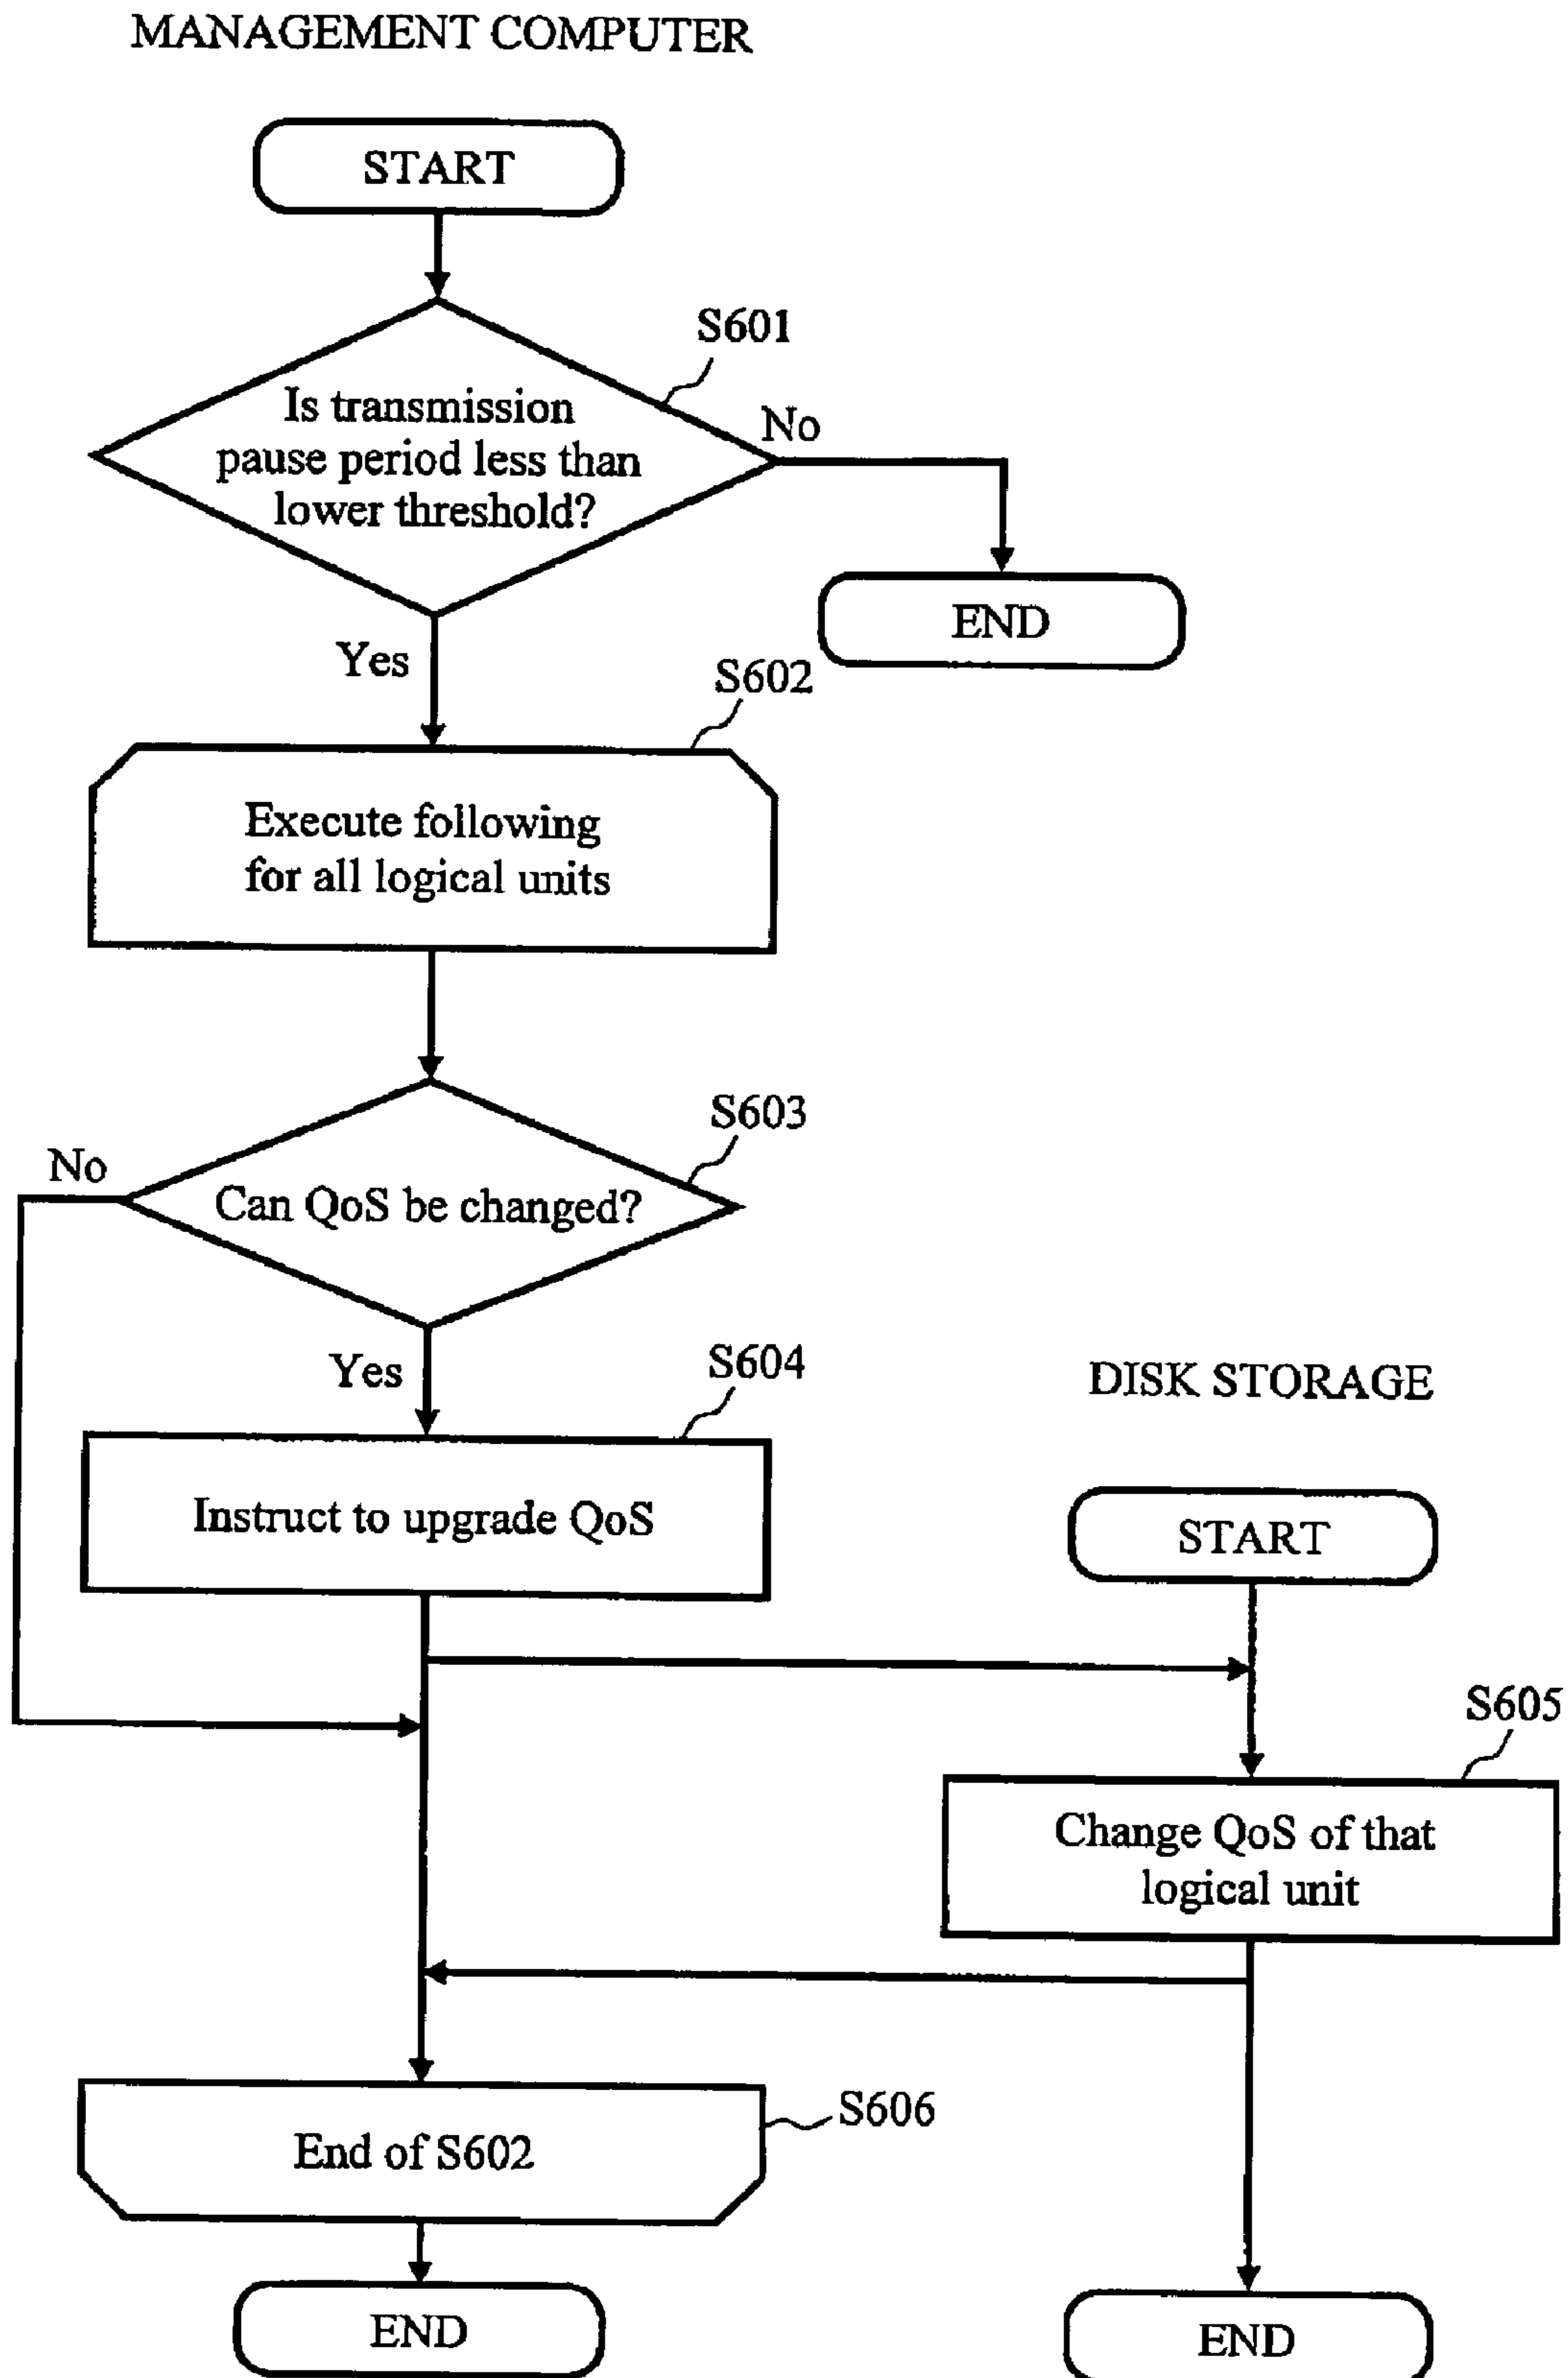 MANAGEMENT COMPUTER
START
S601
Is transmission
pause period less than
lower threshold?
No
END
Yes
S602
Execute following
for all logical units
S603
No
Can QoS be changed?
Yes
S604
DISK STORAGE
Instruct to upgrade QoS
START
S605
Change QoS of that
logical unit
S606
End of S602
END
END